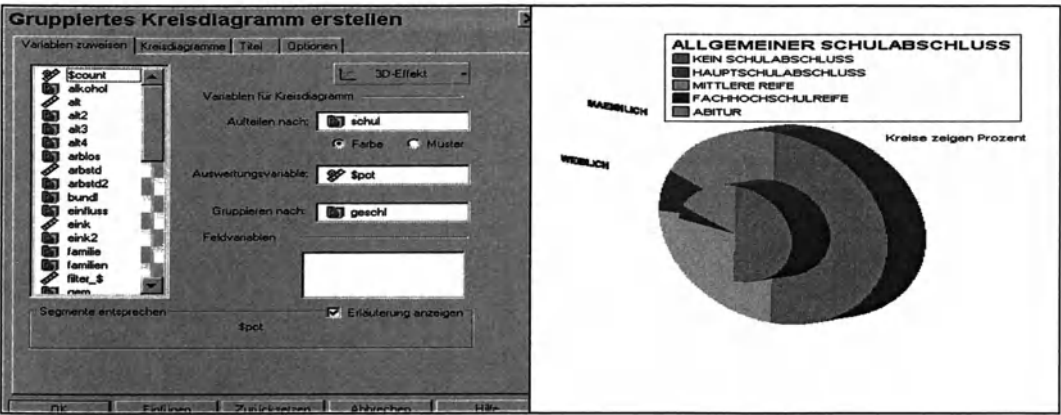 Gruppiertes Kreisdiagramm erstellen
Variablen zuweisen Kreisdiagramme Titel Optionen
$count
alkohol
alt
alt2
alt3
alt4
arblos
arbstd
arbstd2
bundl
einfluss
eink
eink2
familie
familien
filter_$
gem
3D-Effekt
Variablen für Kreisdiagramm
Aufteilen nach: schul
Farbe Muster
Auswertungsvariable: $pct
Gruppieren nach: geschl
Feldvariablen
Segmente entsprechen
Erläuterung anzeigen
$pct
OK Einfügen Zurücksetzen Abbrechen Hilfe
ALLGEMEINER SCHULABSCHLUSS
KEIN SCHULABSCHLUSS
HAUPTSCHULABSCHLUSS
MITTLERE REIFE
FACHHOCHSCHULREIFE
ABITUR
MAENNLICH
Kreise zeigen Prozent
WEIBLICH